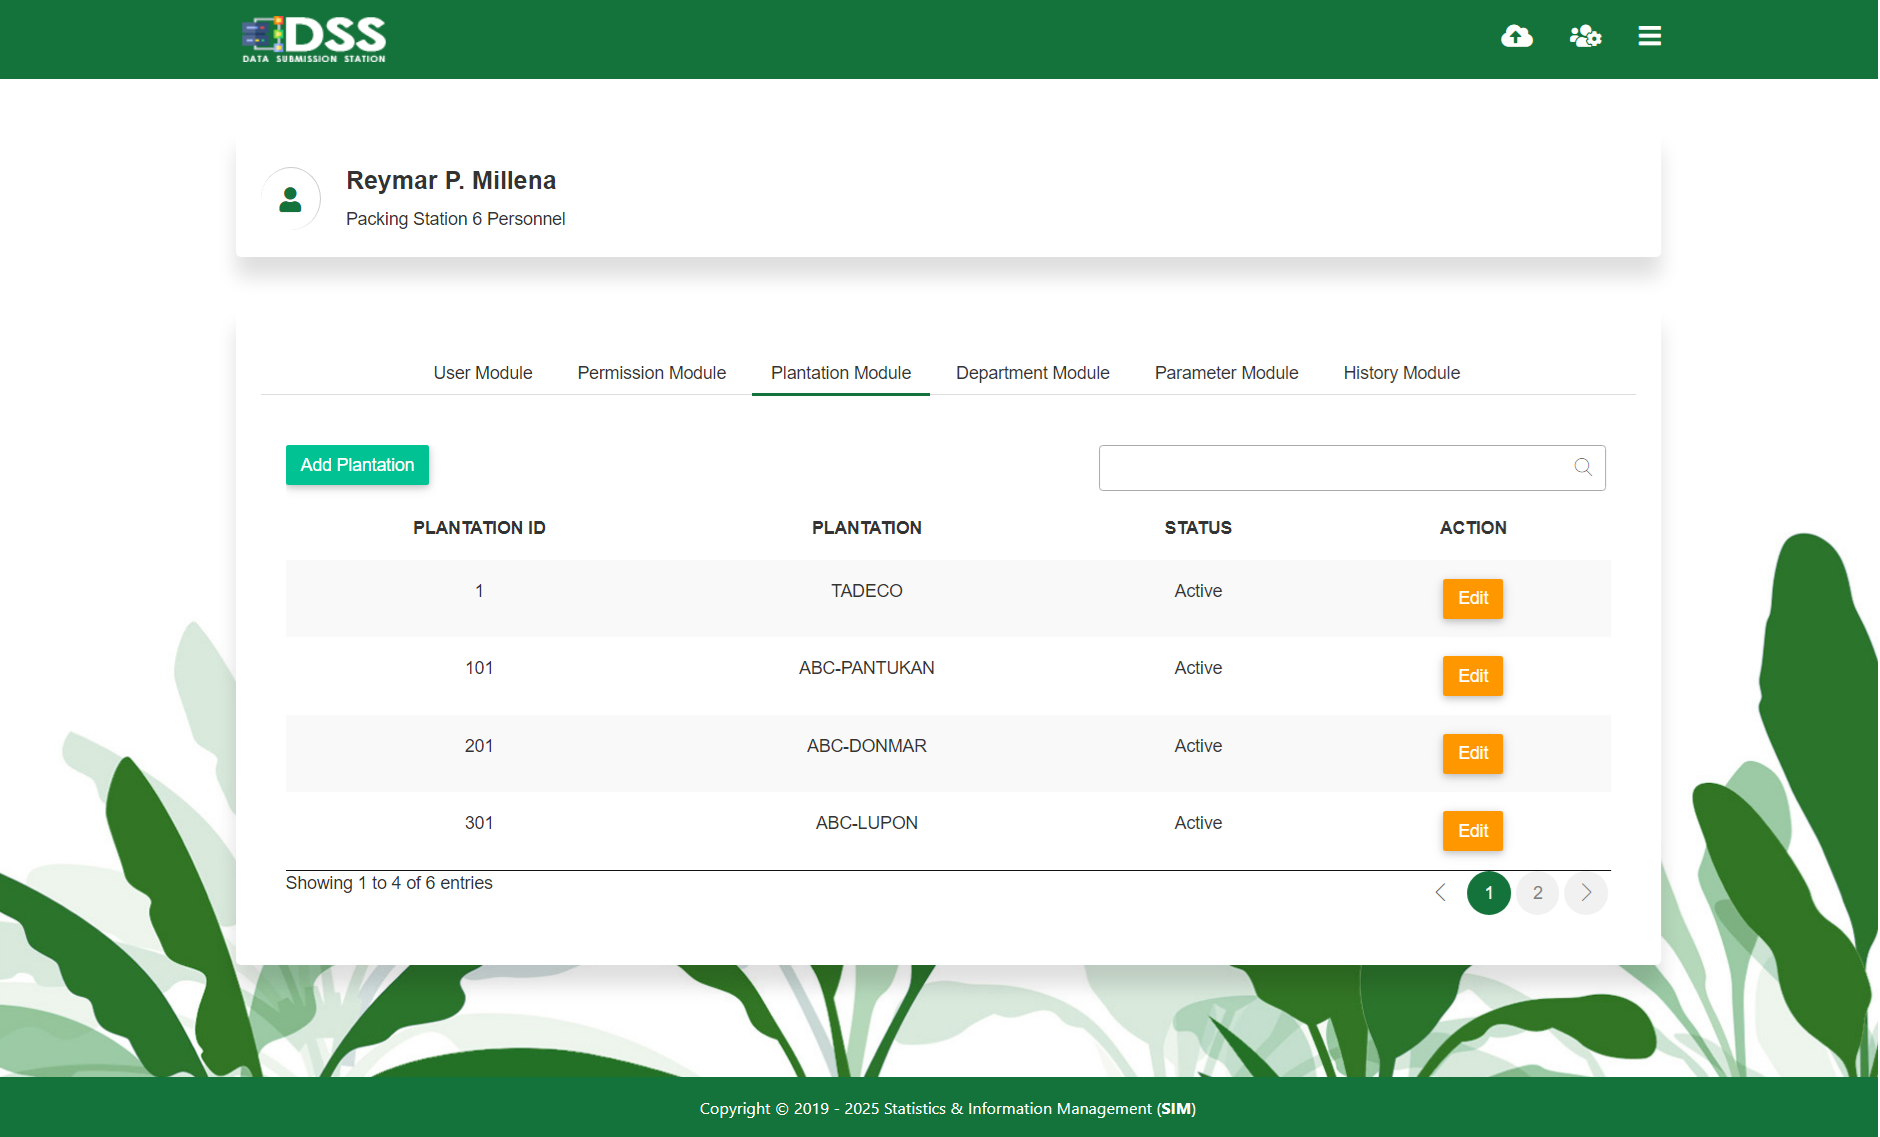 DSS
DATA SUBMISSION STATION
Reymar P. Millena
Packing Station 6 Personnel
User Module Permission Module Plantation Module Department Module Parameter Module History Module
Add Plantation
PLANTATION ID PLANTATION STATUS ACTION
1 TADECO Active Edit
101 ABC-PANTUKAN Active Edit
201 ABC-DONMAR Active Edit
301 ABC-LUPON Active Edit
Showing 1 to 4 of 6 entries
1 2
Copyright © 2019 - 2025 Statistics & Information Management (SIM)